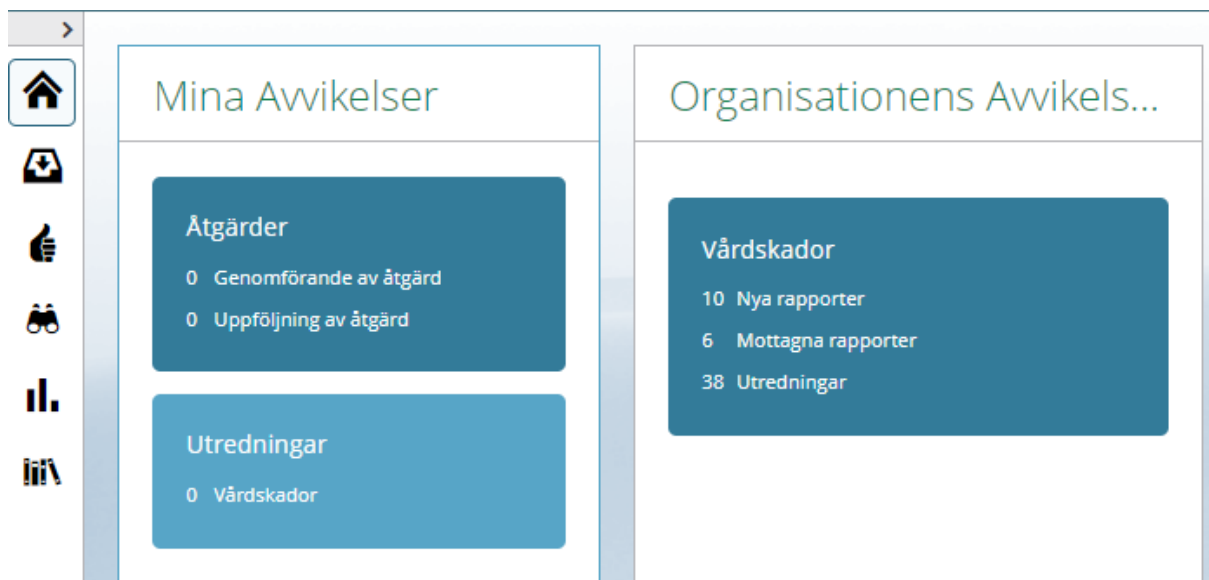 Mina Avvikelser
Åtgärder
0 Genomförande av åtgärd
0 Uppföljning av åtgärd
Utredningar
0 Vårdskador
Organisationens Avvikels...
Vårdskador
10 Nya rapporter
6 Mottagna rapporter
38 Utredningar